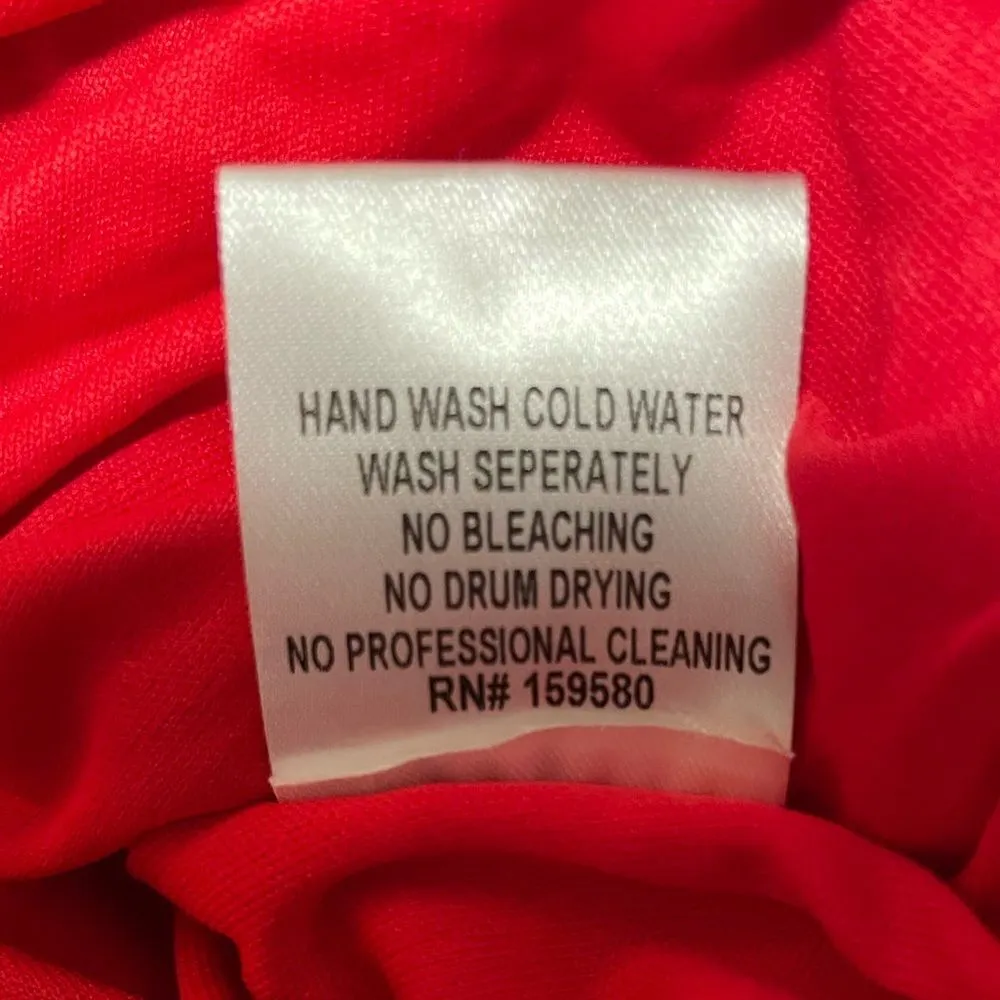 HAND WASH COLD WATER
WASH SEPERATELY
NO BLEACHING
NO DRUM DRYING
NO PROFESSIONAL CLEANING
RN# 159580